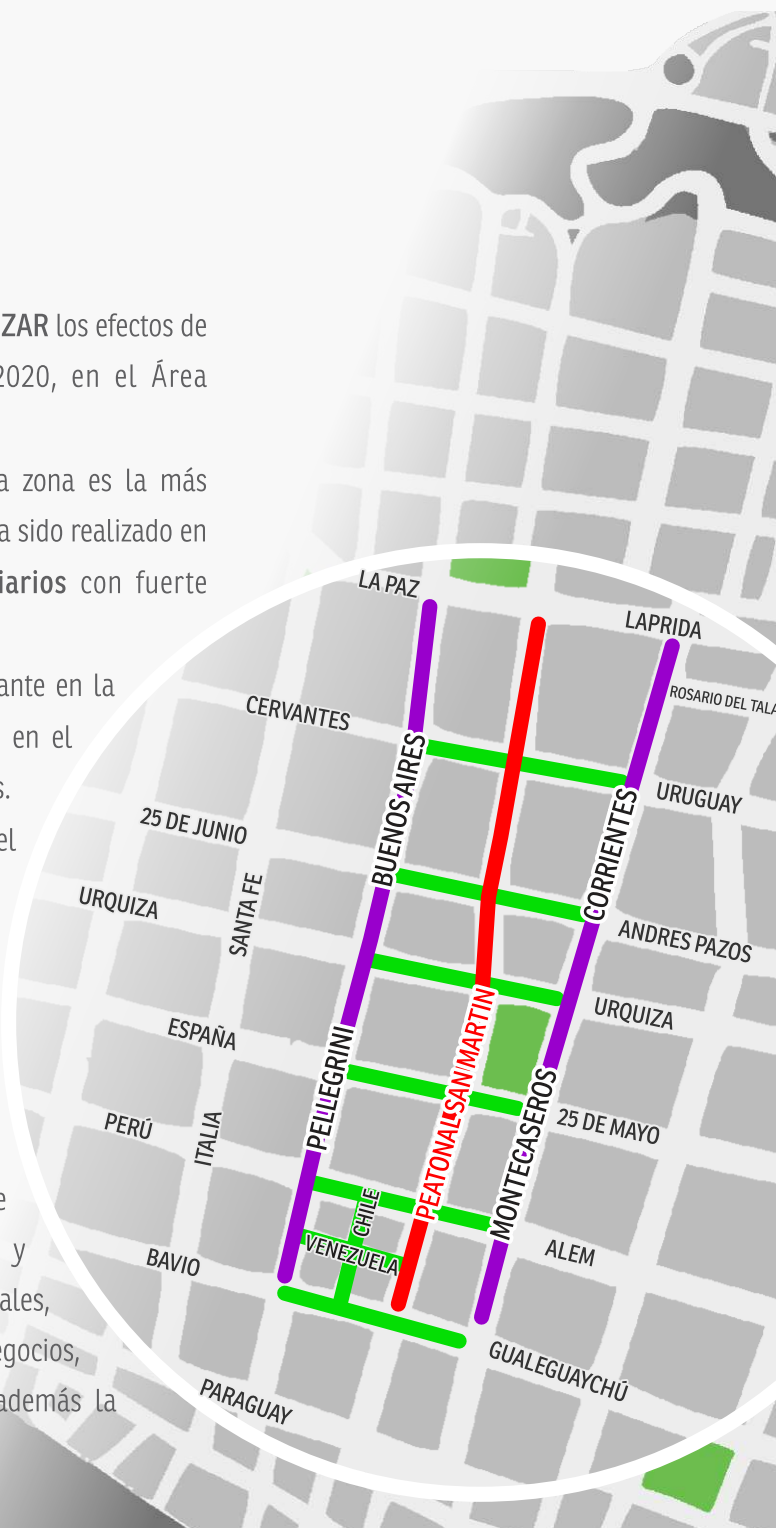 ZAR los efectos de
2020, en el Área
a zona es la más
a sido realizado en
iarios con fuerte
ante en la
en el
s.
el
e
y
ales,
egocios,
además la
LA PAZ
LAPRIDA
ROSARIO DEL TALA
CERVANTES
BUENOS AIRES
CORRIENTES
URUGUAY
25 DE JUNIO
SANTA FE
URQUIZA
ANDRES PAZOS
URQUIZA
ESPAÑA
PELLEGRINI
PEATONAL SAN MARTIN
MONTECASEROS
25 DE MAYO
PERÚ
ITALIA
CHILE
VENEZUELA
ALEM
BAVIO
GUALEGUAYCHÚ
PARAGUAY